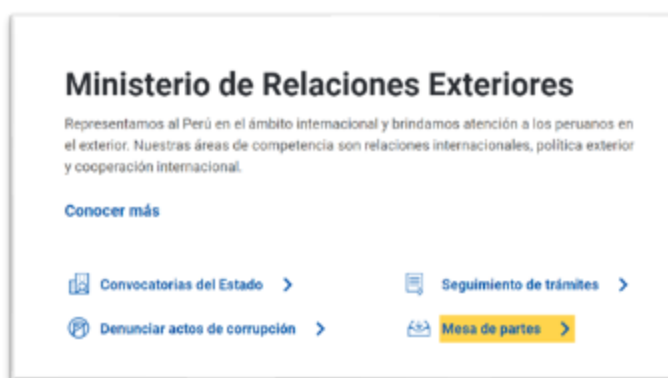 Ministerio de Relaciones Exteriores
Representamos al Perú en el ámbito internacional y brindamos atención a los peruanos en
el exterior. Nuestras áreas de competencia son relaciones internacionales, política exterior
y cooperación internacional.
Conocer más
Convocatorias del Estado
Seguimiento de trámites
Denunciar actos de corrupción
Mesa de partes